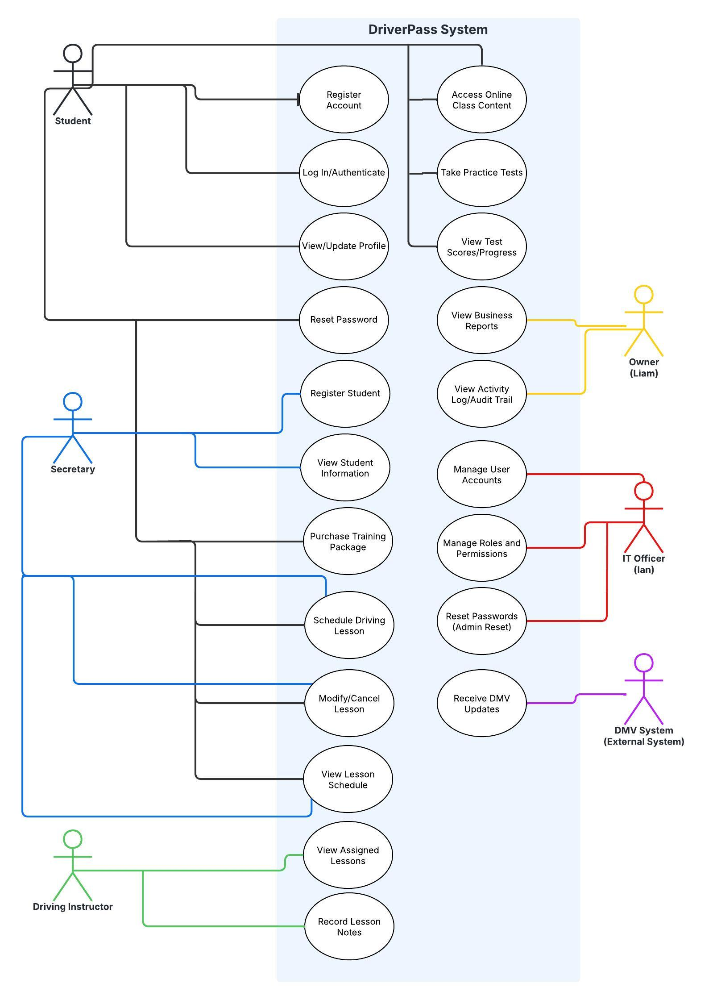 DriverPass System
Student
Register
Account
Access Online
Class Content
Log In/Authenticate
Take Practice Tests
View/Update Profile
View Test
Scores/Progress
Reset Password
View Business
Reports
Owner
(Liam)
Register Student
View Activity
Log/Audit Trail
Secretary
View Student
Information
Manage User
Accounts
Purchase Training
Package
Manage Roles and
Permissions
IT Officer
(Ian)
Schedule Driving
Lesson
Reset Passwords
(Admin Reset)
Modify/Cancel
Lesson
Receive DMV
Updates
DMV System
(External System)
View Lesson
Schedule
View Assigned
Lessons
Driving Instructor
Record Lesson
Notes